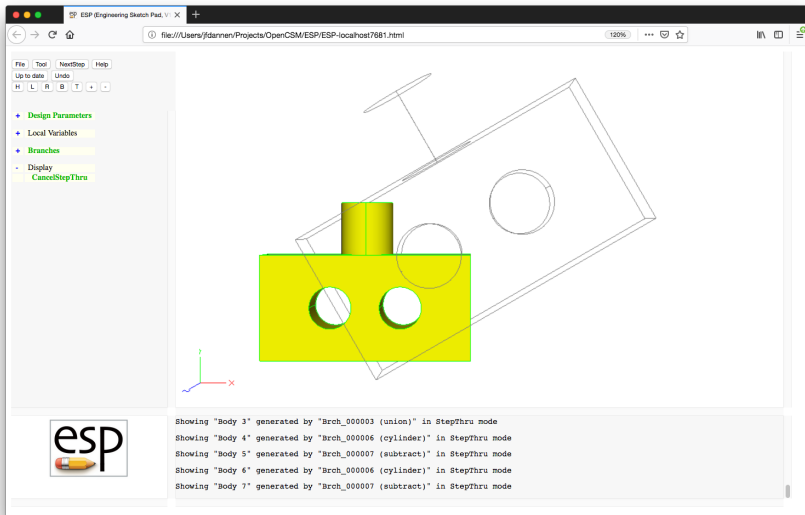 ESP (Engineering Sketch Pad, V
file:///Users/jfdannen/Projects/OpenCSM/ESP/ESP-localhost7681.html
120%
File Tool NextStep Help
Up to date Undo
H L R B T + -
+ Design Parameters
+ Local Variables
+ Branches
- Display
CancelStepThru
X
esp
Showing "Body 3" generated by "Brch_000003 (union)" in StepThru mode
Showing "Body 4" generated by "Brch_000006 (cylinder)" in StepThru mode
Showing "Body 5" generated by "Brch_000007 (subtract)" in StepThru mode
Showing "Body 6" generated by "Brch_000006 (cylinder)" in StepThru mode
Showing "Body 7" generated by "Brch_000007 (subtract)" in StepThru mode